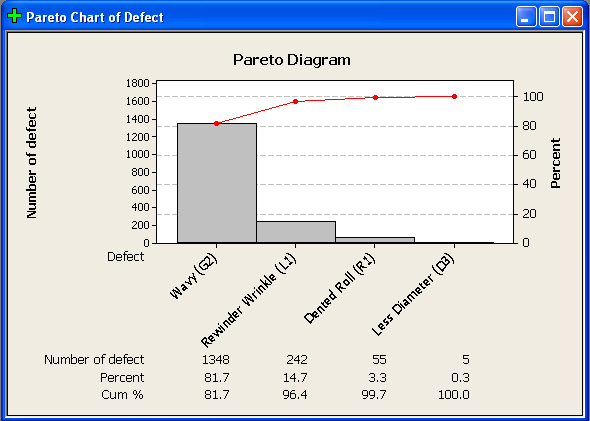 Pareto Chart of Defect
Pareto Diagram
Number of defect
1800
1600
1400
1200
1000
800
600
400
200
0
100
80
60
40
20
0
Percent
Defect
Wavy (G2)
Rewinder Wrinkle (L1)
Dented Roll (R1)
Less Diameter (D3)
Number of defect 1348 242 55 5
Percent 81.7 14.7 3.3 0.3
Cum % 81.7 96.4 99.7 100.0